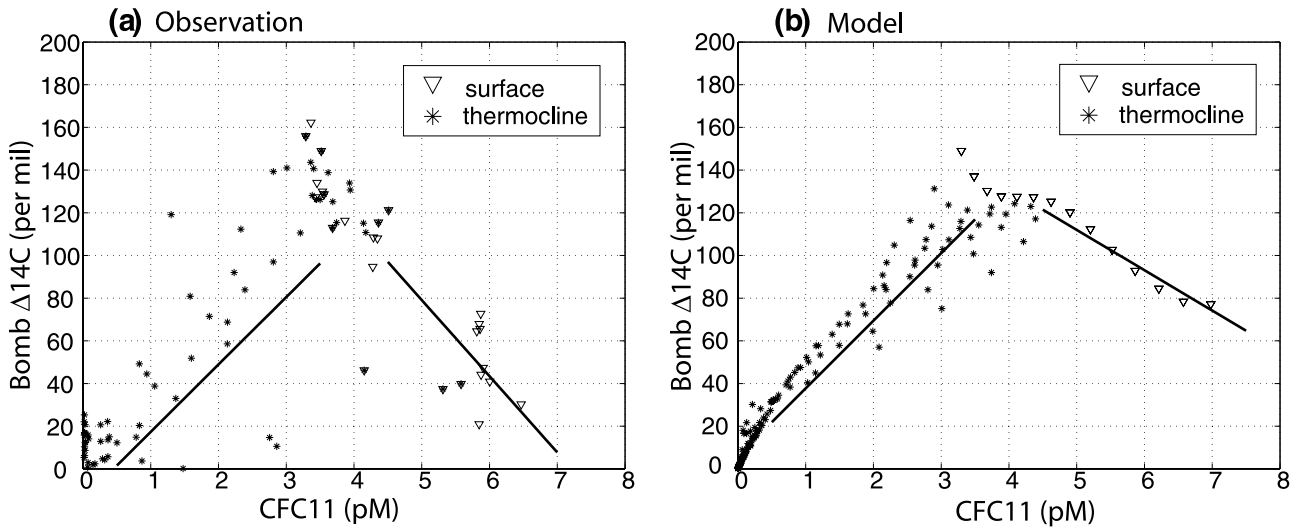 (a) Observation
200
180
160
140
120
100
80
60
40
20
0
Bomb Δ14C (per mil)
▽ surface
* thermocline
0 1 2 3 4 5 6 7 8
CFC11 (pM)
(b) Model
200
180
160
140
120
100
80
60
40
20
0
Bomb Δ14C (per mil)
▽ surface
* thermocline
0 1 2 3 4 5 6 7 8
CFC11 (pM)